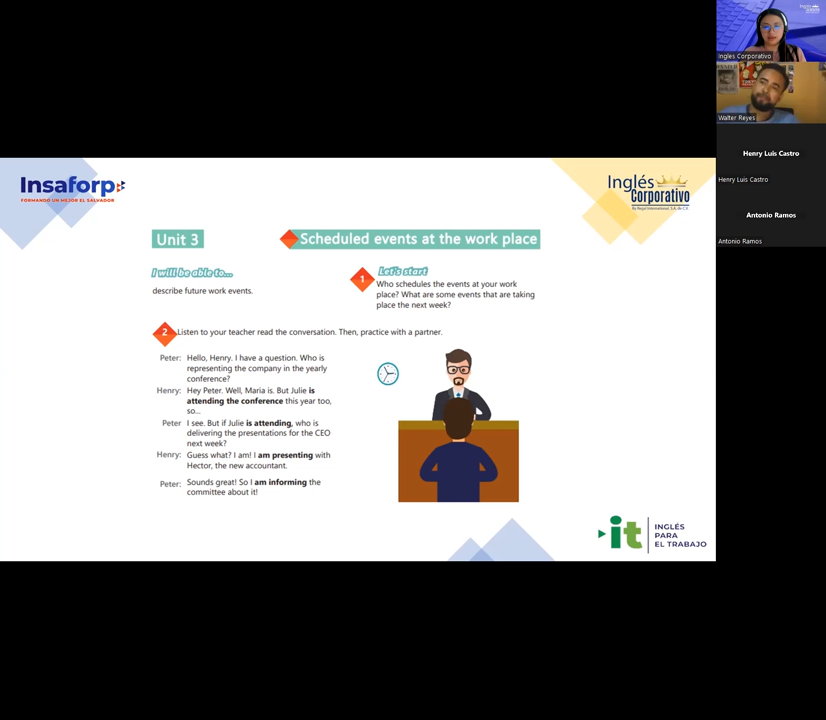 Insaforp
FORMANDO UN MEJOR EL SALVADOR
Inglés
Corporativo
Unit 3
Scheduled events at the work place
I will be able to...
describe future work events.
1
Let's start
Who schedules the events at your work
place? What are some events that are taking
place the next week?
2
Listen to your teacher read the conversation. Then, practice with a partner.
Peter: Hello, Henry. I have a question. Who is
representing the company in the yearly
conference?
Henry: Hey Peter. Well, Maria is. But Julie is
attending the conference this year too,
so...
Peter I see. But if Julie is attending, who is
delivering the presentations for the CEO
next week?
Henry: Guess what? I am! I am presenting with
Hector, the new accountant.
Peter: Sounds great! So I am informing the
committee about it!
it
INGLÉS
PARA
EL TRABAJO
Ingles Corporativo
Walter Reyes
Henry Luis Castro
Henry Luis Castro
Antonio Ramos
Antonio Ramos